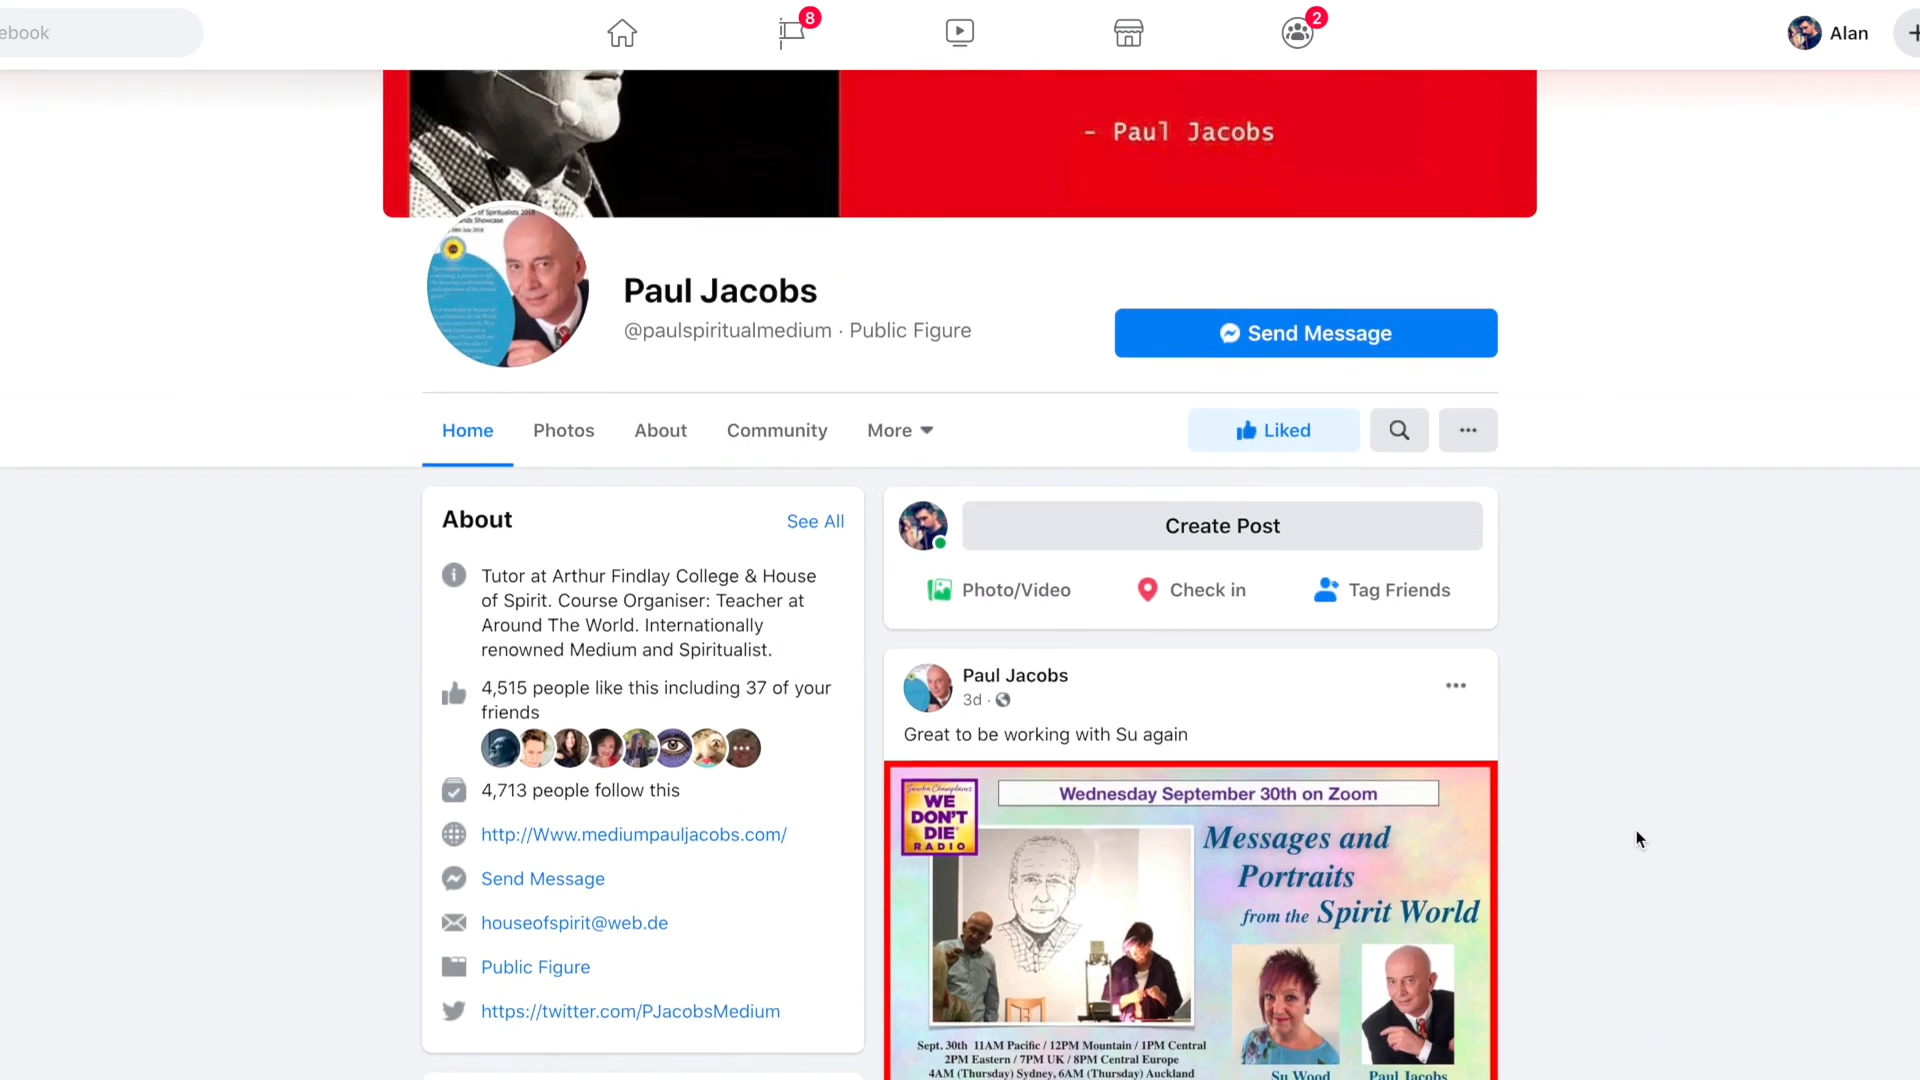 ebook
8
2
Alan
- Paul Jacobs
of Spiritualists 2018
Paul Jacobs
@paulspiritualmedium · Public Figure
Send Message
Home
Photos
About
Community
More
Liked
About
See All
Tutor at Arthur Findlay College & House
of Spirit. Course Organiser: Teacher at
Around The World. Internationally
renowned Medium and Spiritualist.
4,515 people like this including 37 of your
friends
4,713 people follow this
http://Www.mediumpauljacobs.com/
Send Message
houseofspirit@web.de
Public Figure
https://twitter.com/PJacobsMedium
Create Post
Photo/Video
Check in
Tag Friends
Paul Jacobs
3d ·
Great to be working with Su again
Sandra Champlain's
WE
DON'T
DIE
RADIO
Wednesday September 30th on Zoom
Messages and
Portraits
from the Spirit World
Sept. 30th 11AM Pacific / 12PM Mountain / 1PM Central
2PM Eastern / 7PM UK / 8PM Central Europe
4AM (Thursday) Sydney, 6AM (Thursday) Auckland
Su Wood
Paul Jacobs